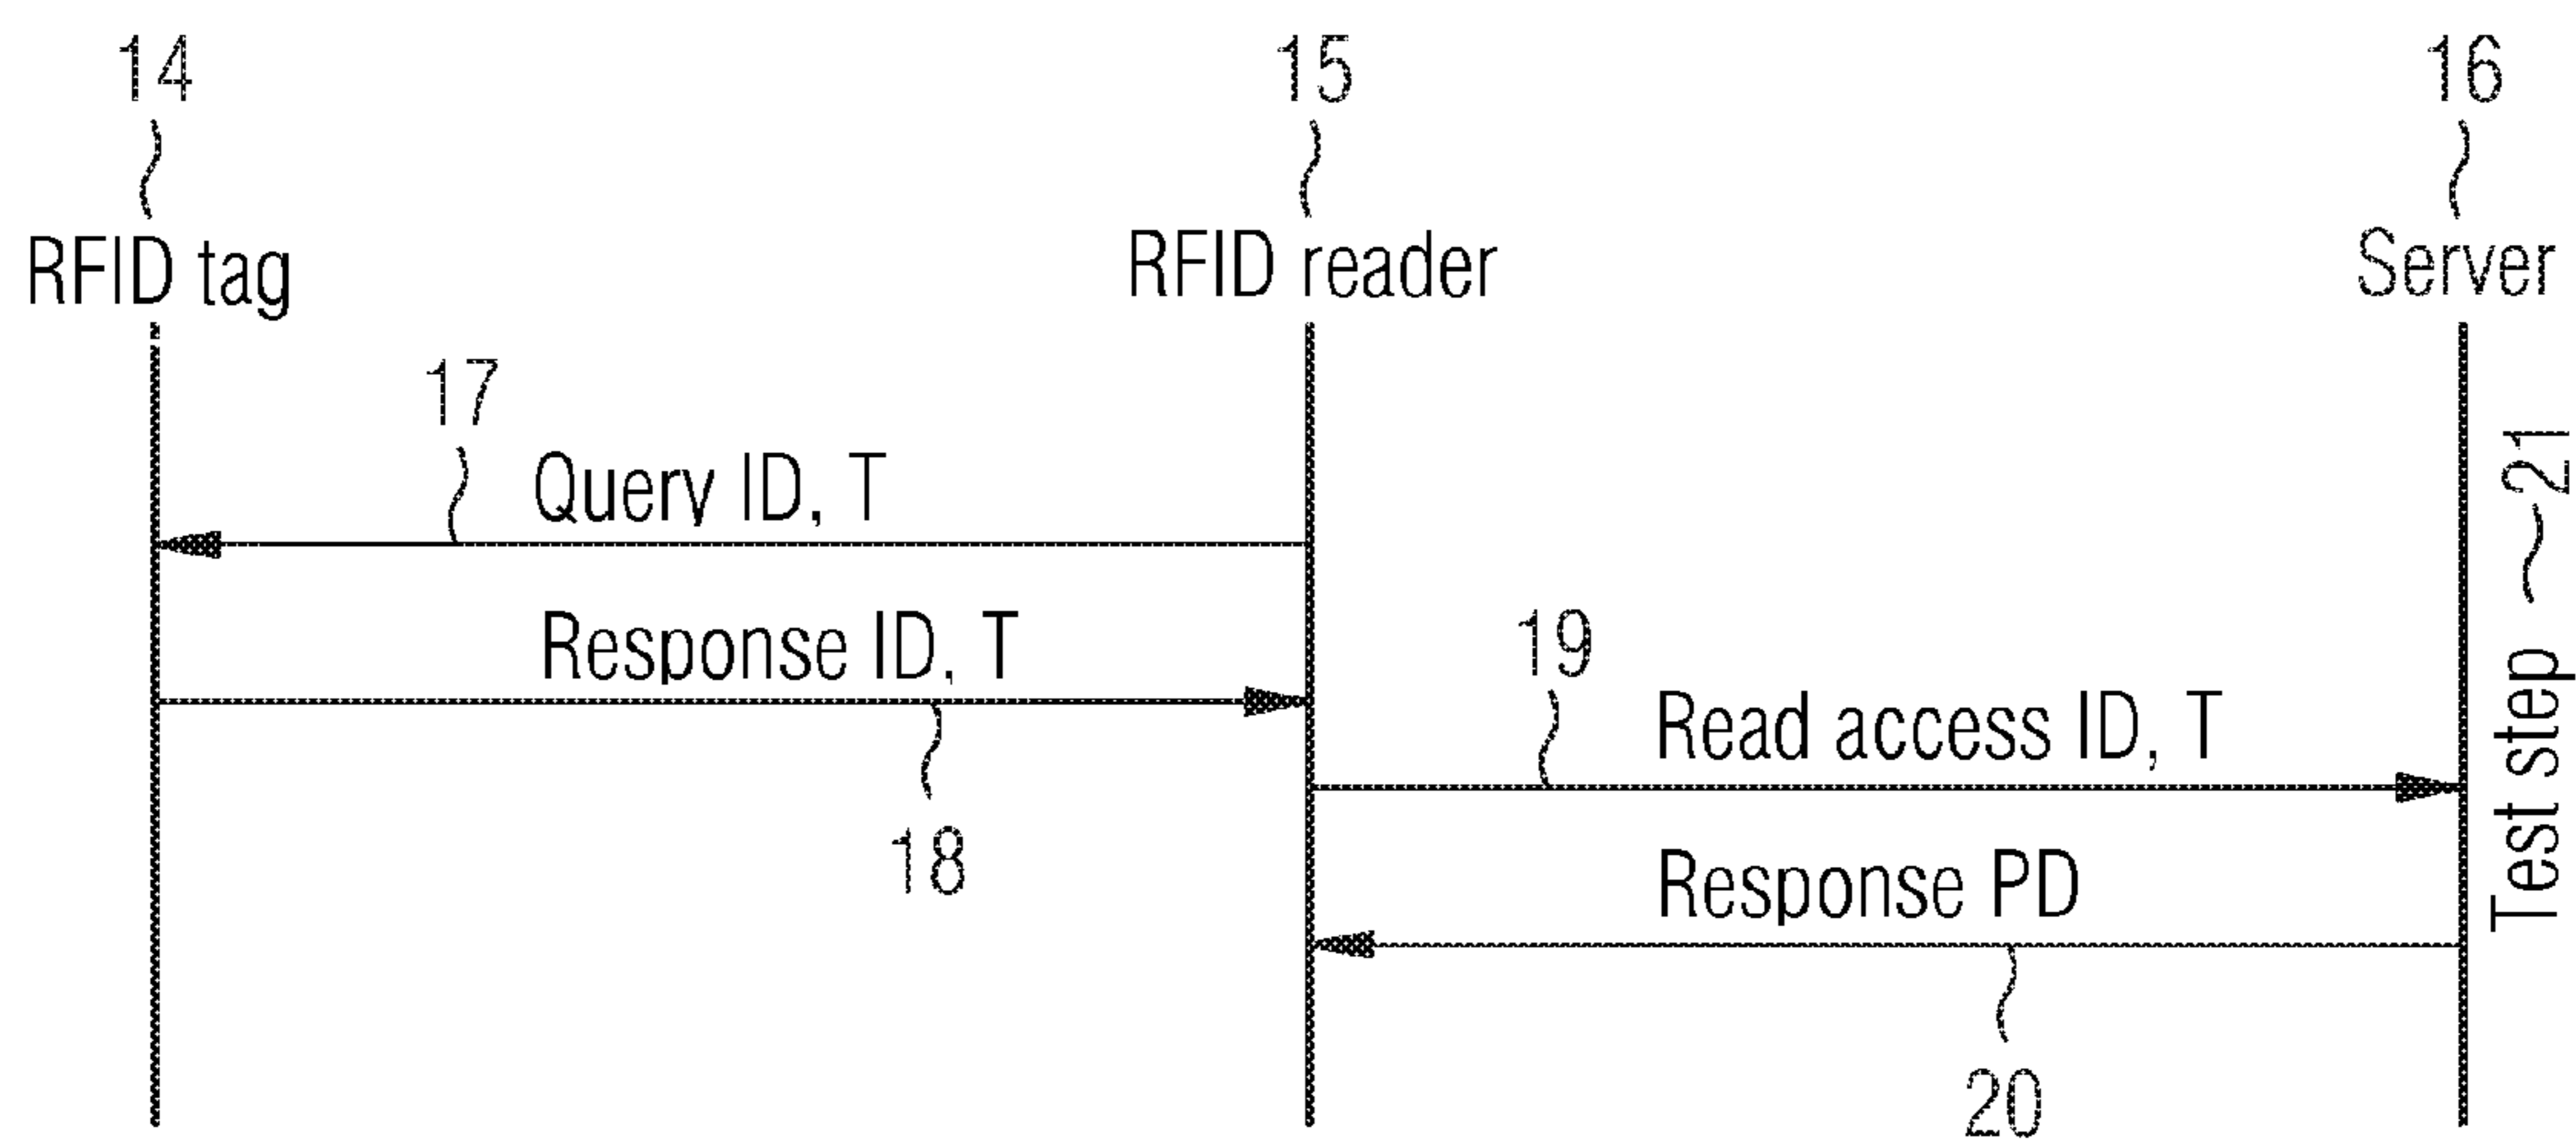 14
15
16
RFID tag
RFID reader
Server
17
Query ID, T
Response ID, T
18
19
Read access ID, T
Response PD
20
Test step
21